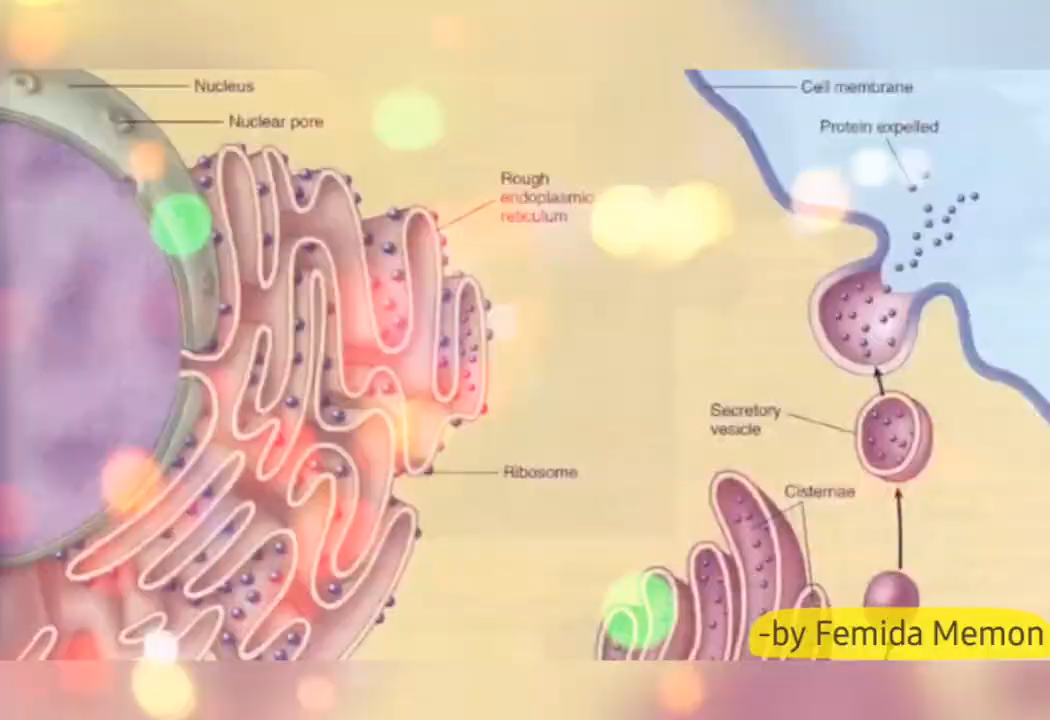 Nucleus
Nuclear pore
Rough
endoplasmic
reticulum
Ribosome
Cell membrane
Protein expelled
Secretory
vesicle
Cisternae
-by Femida Memon